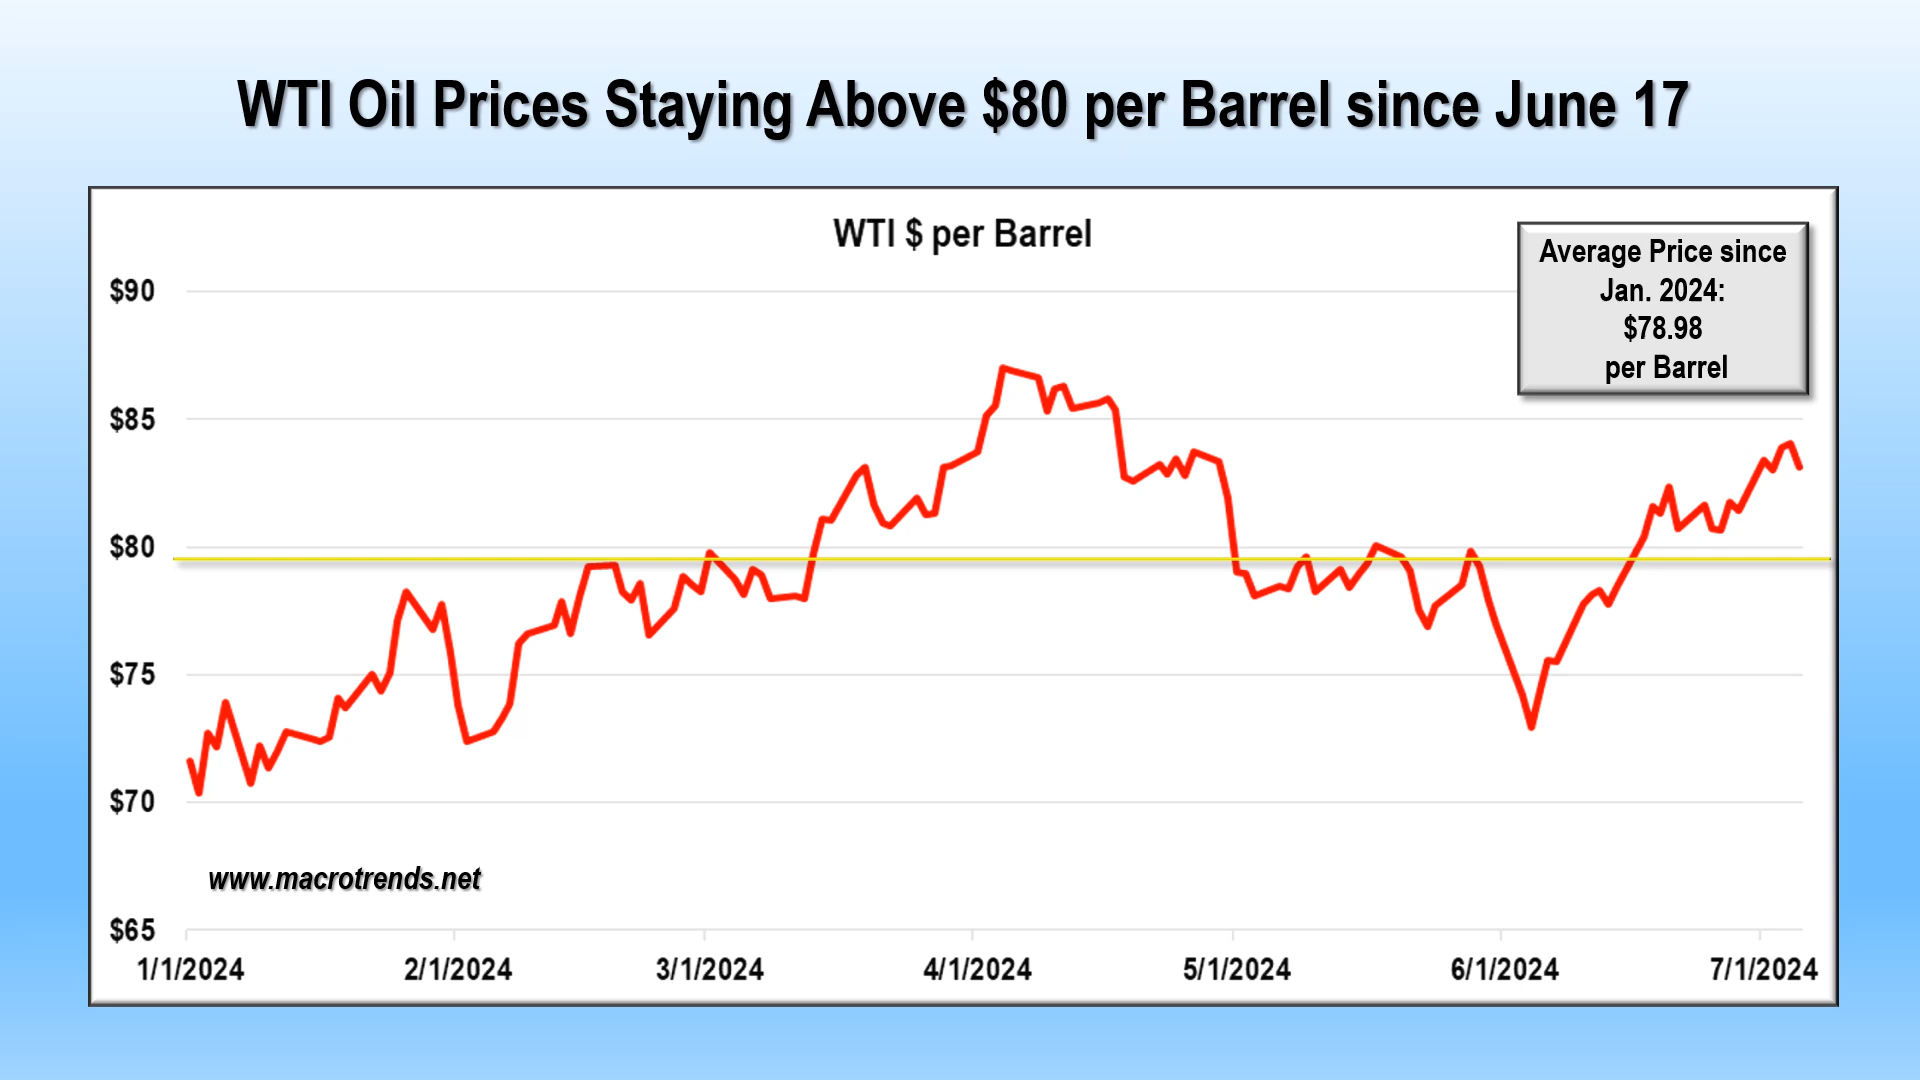 WTI Oil Prices Staying Above $80 per Barrel since June 17
WTI $ per Barrel
Average Price since
Jan. 2024:
$78.98
per Barrel
$90
$85
$80
$75
$70
$65
www.macrotrends.net
1/1/2024 2/1/2024 3/1/2024 4/1/2024 5/1/2024 6/1/2024 7/1/2024